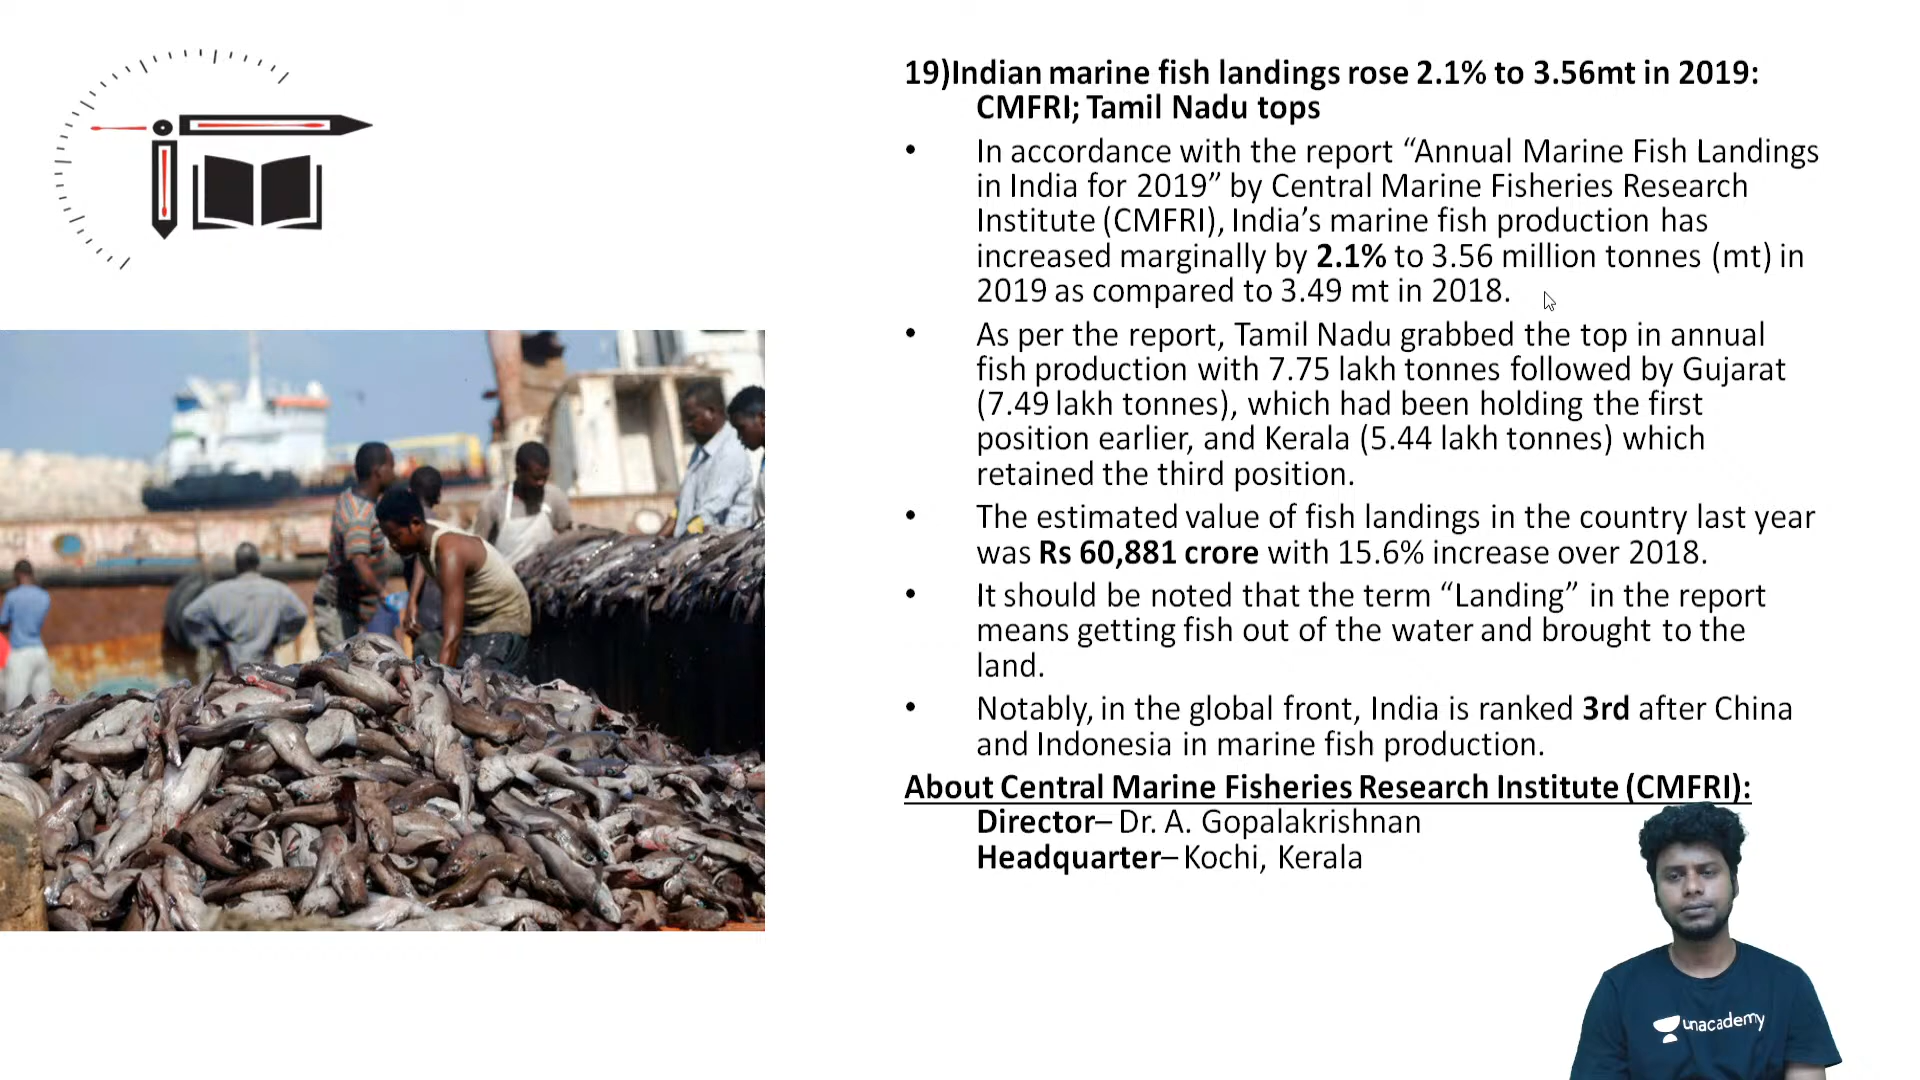 19)Indian marine fish landings rose 2.1% to 3.56mt in 2019:
CMFRI; Tamil Nadu tops
• In accordance with the report “Annual Marine Fish Landings
in India for 2019” by Central Marine Fisheries Research
Institute (CMFRI), India’s marine fish production has
increased marginally by 2.1% to 3.56 million tonnes (mt) in
2019 as compared to 3.49 mt in 2018.
• As per the report, Tamil Nadu grabbed the top in annual
fish production with 7.75 lakh tonnes followed by Gujarat
(7.49 lakh tonnes), which had been holding the first
position earlier, and Kerala (5.44 lakh tonnes) which
retained the third position.
• The estimated value of fish landings in the country last year
was Rs 60,881 crore with 15.6% increase over 2018.
• It should be noted that the term “Landing” in the report
means getting fish out of the water and brought to the
land.
• Notably, in the global front, India is ranked 3rd after China
and Indonesia in marine fish production.
About Central Marine Fisheries Research Institute (CMFRI):
Director– Dr. A. Gopalakrishnan
Headquarter– Kochi, Kerala
unacademy